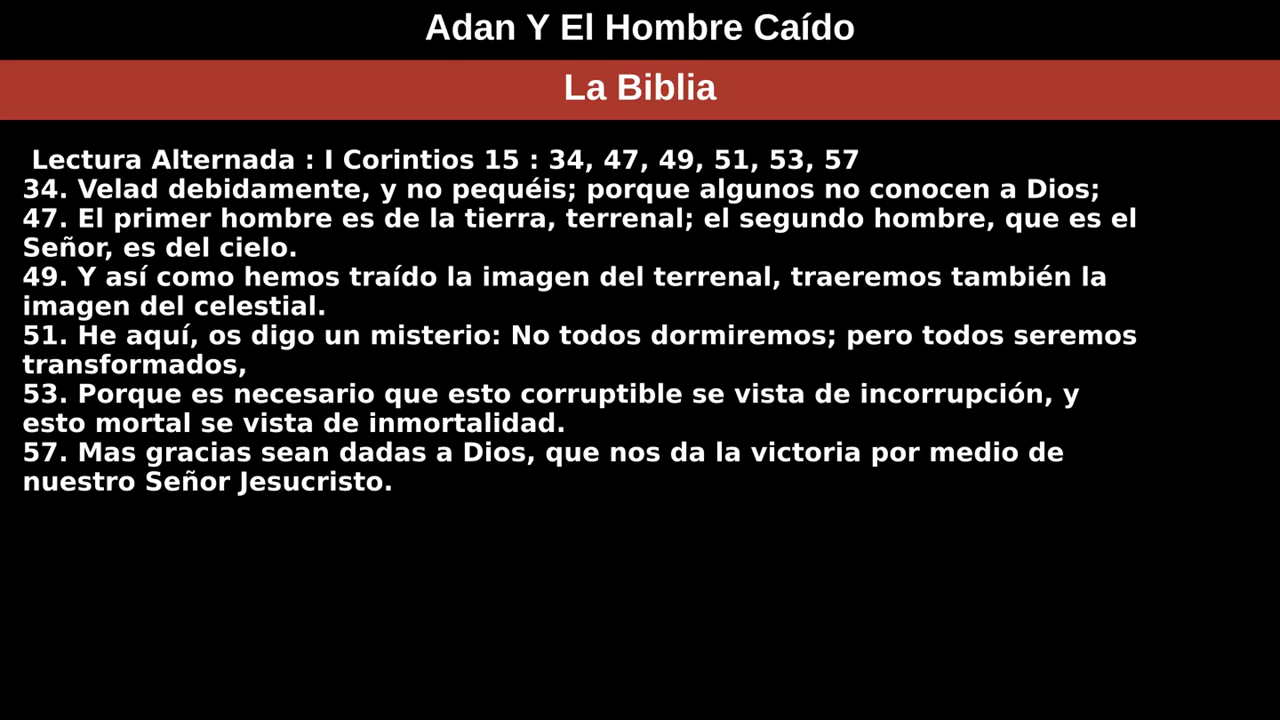 Adan Y El Hombre Caído
La Biblia
Lectura Alternada : I Corintios 15 : 34, 47, 49, 51, 53, 57
34. Velad debidamente, y no pequéis; porque algunos no conocen a Dios;
47. El primer hombre es de la tierra, terrenal; el segundo hombre, que es el
Señor, es del cielo.
49. Y así como hemos traído la imagen del terrenal, traeremos también la
imagen del celestial.
51. He aquí, os digo un misterio: No todos dormiremos; pero todos seremos
transformados,
53. Porque es necesario que esto corruptible se vista de incorrupción, y
esto mortal se vista de inmortalidad.
57. Mas gracias sean dadas a Dios, que nos da la victoria por medio de
nuestro Señor Jesucristo.